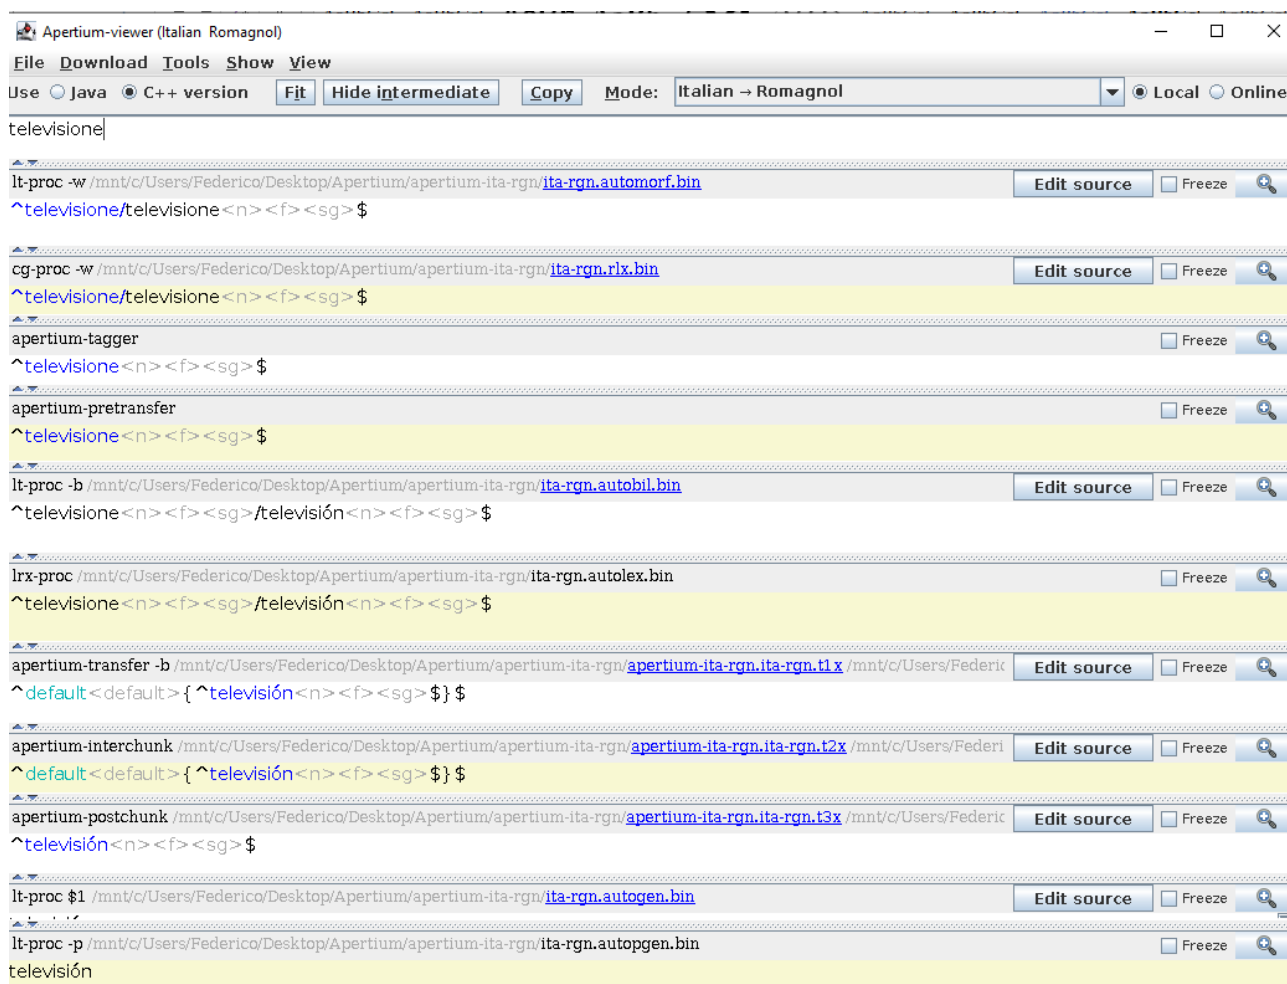 Apertium-viewer (Italian Romagnol)
File Download Tools Show View
Use Java C++ version Fit Hide intermediate Copy Mode: Italian → Romagnol Local Online
televisione
lt-proc -w /mnt/c/Users/Federico/Desktop/Apertium/apertium-ita-rgn/ita-rgn.automorf.bin Edit source Freeze
^televisione/televisione<n><f><sg>$
cg-proc -w /mnt/c/Users/Federico/Desktop/Apertium/apertium-ita-rgn/ita-rgn.rlx.bin Edit source Freeze
^televisione/televisione<n><f><sg>$
apertium-tagger Freeze
^televisione<n><f><sg>$
apertium-pretransfer Freeze
^televisione<n><f><sg>$
lt-proc -b /mnt/c/Users/Federico/Desktop/Apertium/apertium-ita-rgn/ita-rgn.autobil.bin Edit source Freeze
^televisione<n><f><sg>/televisión<n><f><sg>$
lrx-proc /mnt/c/Users/Federico/Desktop/Apertium/apertium-ita-rgn/ita-rgn.autolex.bin Freeze
^televisione<n><f><sg>/televisión<n><f><sg>$
apertium-transfer -b /mnt/c/Users/Federico/Desktop/Apertium/apertium-ita-rgn/apertium-ita-rgn.ita-rgn.t1x /mnt/c/Users/Federic Edit source Freeze
^default<default>{^televisión<n><f><sg>$}$
apertium-interchunk /mnt/c/Users/Federico/Desktop/Apertium/apertium-ita-rgn/apertium-ita-rgn.ita-rgn.t2x /mnt/c/Users/Federi Edit source Freeze
^default<default>{^televisión<n><f><sg>$}$
apertium-postchunk /mnt/c/Users/Federico/Desktop/Apertium/apertium-ita-rgn/apertium-ita-rgn.ita-rgn.t3x /mnt/c/Users/Federic Edit source Freeze
^televisión<n><f><sg>$
lt-proc $1 /mnt/c/Users/Federico/Desktop/Apertium/apertium-ita-rgn/ita-rgn.autogen.bin Edit source Freeze
lt-proc -p /mnt/c/Users/Federico/Desktop/Apertium/apertium-ita-rgn/ita-rgn.autopgen.bin Freeze
televisión